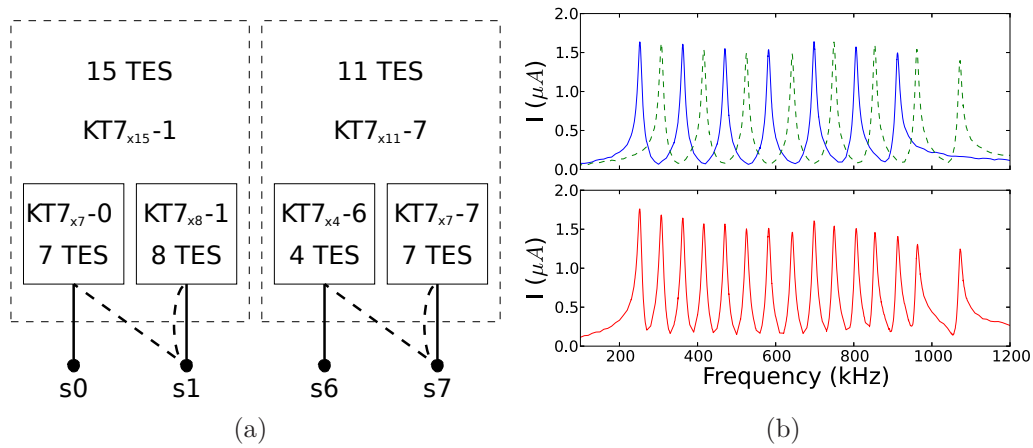 15 TES
11 TES
KT7x15-1
KT7x11-7
KT7x7-0
7 TES
KT7x8-1
8 TES
KT7x4-6
4 TES
KT7x7-7
7 TES
s0
s1
s6
s7
(a)
2.0
1.5
1.0
0.5
0.0
I (μA)
2.0
1.5
1.0
0.5
0.0
I (μA)
200 400 600 800 1000 1200
Frequency (kHz)
(b)